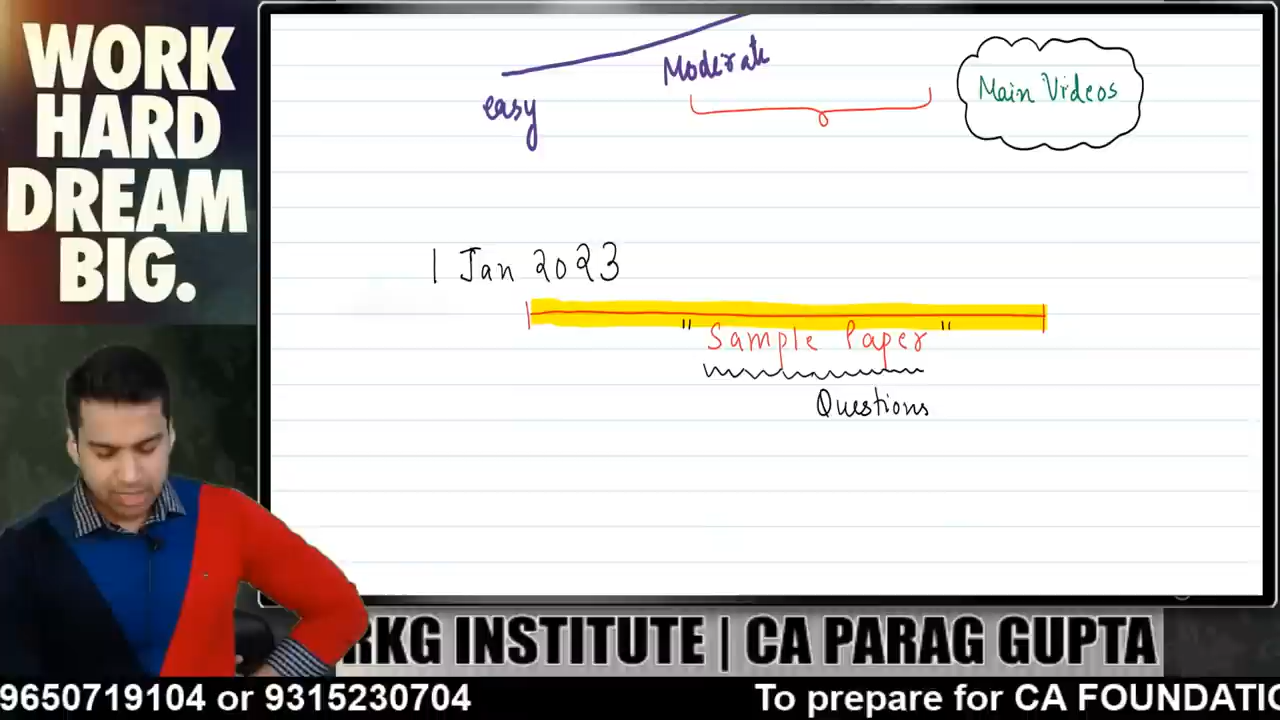 WORK
HARD
DREAM
BIG.
easy
Moderate
Main Videos
1 Jan 2023
" Sample Paper "
Questions
RKG INSTITUTE | CA PARAG GUPTA
9650719104 or 9315230704
To prepare for CA FOUNDATIO